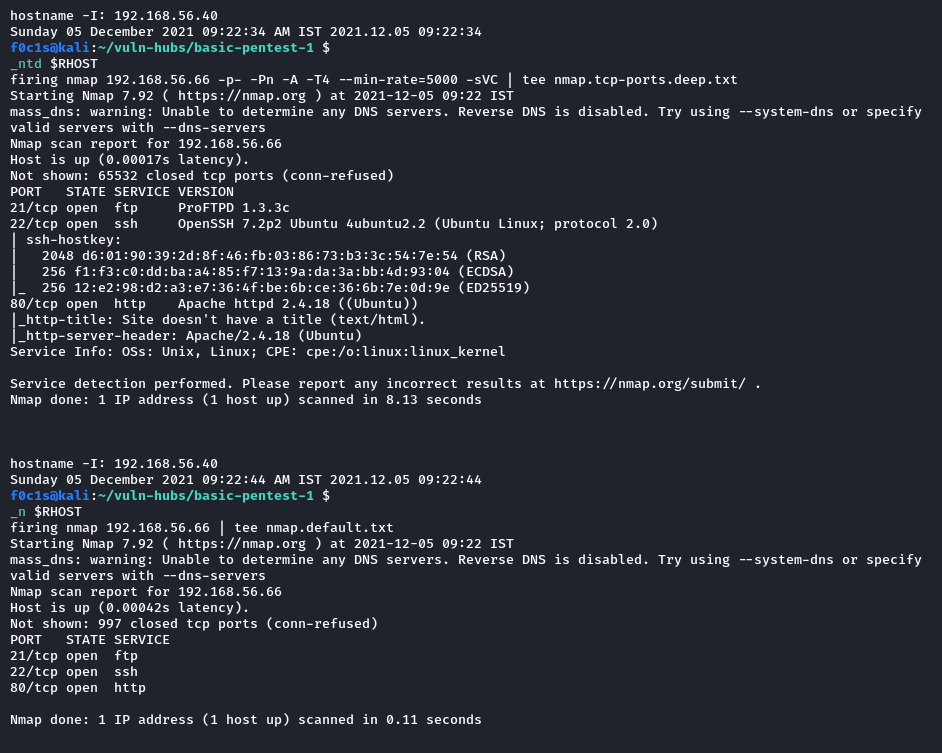 hostname -I: 192.168.56.40
Sunday 05 December 2021 09:22:34 AM IST 2021.12.05 09:22:34
f0c1s@kali:~/vuln-hubs/basic-pentest-1 $
_ntd $RHOST
firing nmap 192.168.56.66 -p- -Pn -A -T4 --min-rate=5000 -sVC | tee nmap.tcp-ports.deep.txt
Starting Nmap 7.92 ( https://nmap.org ) at 2021-12-05 09:22 IST
mass_dns: warning: Unable to determine any DNS servers. Reverse DNS is disabled. Try using --system-dns or specify
valid servers with --dns-servers
Nmap scan report for 192.168.56.66
Host is up (0.00017s latency).
Not shown: 65532 closed tcp ports (conn-refused)
PORT   STATE SERVICE VERSION
21/tcp open  ftp     ProFTPD 1.3.3c
22/tcp open  ssh     OpenSSH 7.2p2 Ubuntu 4ubuntu2.2 (Ubuntu Linux; protocol 2.0)
| ssh-hostkey:
|   2048 d6:01:90:39:2d:8f:46:fb:03:86:73:b3:3c:54:7e:54 (RSA)
|   256 f1:f3:c0:dd:ba:a4:85:f7:13:9a:da:3a:bb:4d:93:04 (ECDSA)
|_  256 12:e2:98:d2:a3:e7:36:4f:be:6b:ce:36:6b:7e:0d:9e (ED25519)
80/tcp open  http    Apache httpd 2.4.18 ((Ubuntu))
|_http-title: Site doesn't have a title (text/html).
|_http-server-header: Apache/2.4.18 (Ubuntu)
Service Info: OSs: Unix, Linux; CPE: cpe:/o:linux:linux_kernel

Service detection performed. Please report any incorrect results at https://nmap.org/submit/ .
Nmap done: 1 IP address (1 host up) scanned in 8.13 seconds

hostname -I: 192.168.56.40
Sunday 05 December 2021 09:22:44 AM IST 2021.12.05 09:22:44
f0c1s@kali:~/vuln-hubs/basic-pentest-1 $
_n $RHOST
firing nmap 192.168.56.66 | tee nmap.default.txt
Starting Nmap 7.92 ( https://nmap.org ) at 2021-12-05 09:22 IST
mass_dns: warning: Unable to determine any DNS servers. Reverse DNS is disabled. Try using --system-dns or specify
valid servers with --dns-servers
Nmap scan report for 192.168.56.66
Host is up (0.00042s latency).
Not shown: 997 closed tcp ports (conn-refused)
PORT   STATE SERVICE
21/tcp open  ftp
22/tcp open  ssh
80/tcp open  http

Nmap done: 1 IP address (1 host up) scanned in 0.11 seconds